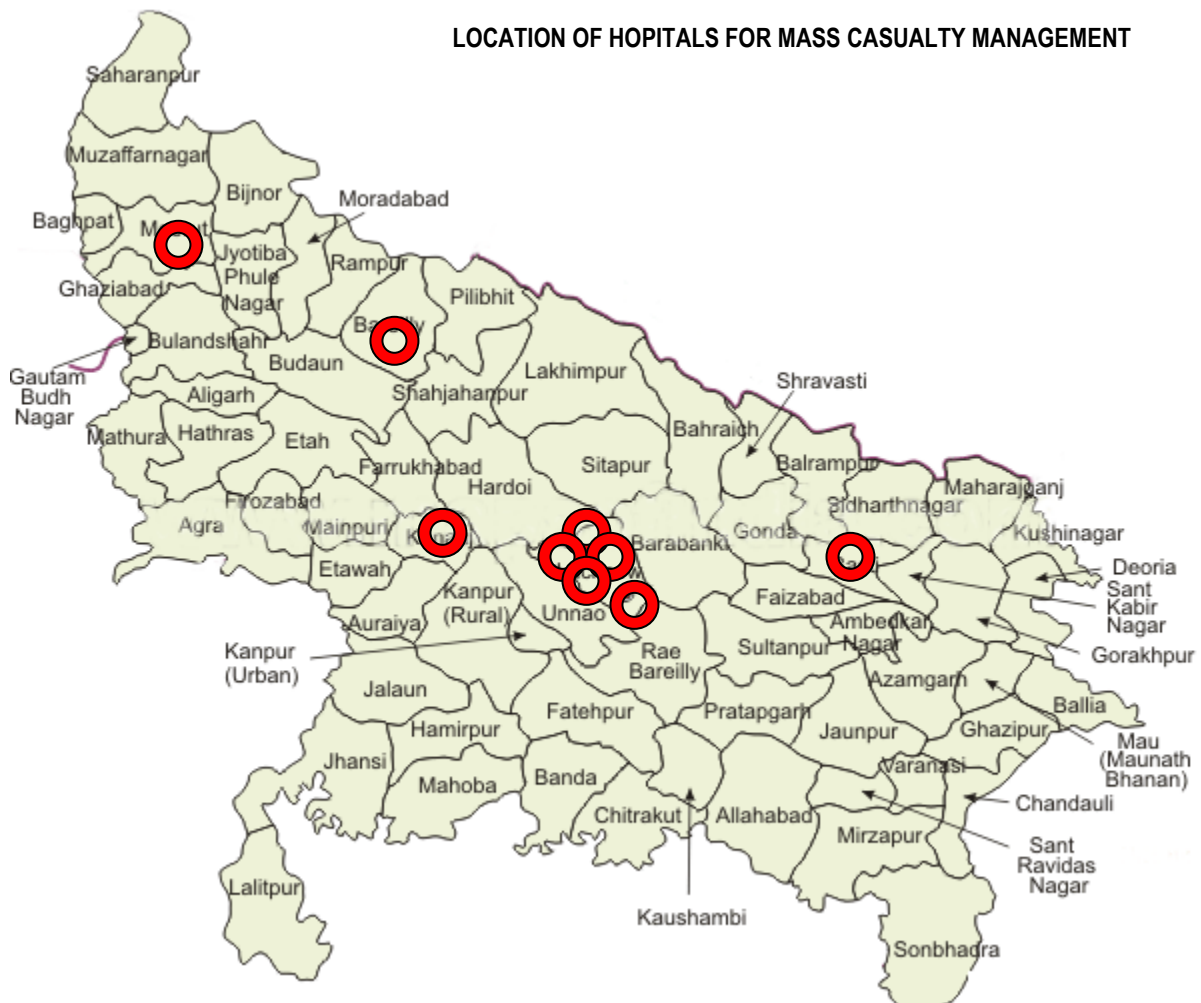 LOCATION OF HOPITALS FOR MASS CASUALTY MANAGEMENT
Saharanpur
Muzaffarnagar
Bijnor
Moradabad
Baghpat
Jyotiba
Phule
Nagar
Rampur
Ghaziabad
Pilibhit
Bulandshahr
Budaun
Lakhimpur
Gautam
Budh
Nagar
Shahjahanpur
Shravasti
Aligarh
Mathura
Hathras
Etah
Bahraich
Farrukhabad
Hardoi
Sitapur
Balrampur
Sidharthnagar
Maharajganj
Firozabad
Agra
Mainpuri
Gonda
Kushinagar
Barabanki
Etawah
Deoria
Sant
Kabir
Nagar
Kanpur
(Rural)
Unnao
Faizabad
Auraiya
Ambedkar
Nagar
Kanpur
(Urban)
Rae
Bareilly
Sultanpur
Gorakhpur
Jalaun
Azamgarh
Fatehpur
Pratapgarh
Ballia
Hamirpur
Jaunpur
Ghazipur
Jhansi
Mau
(Maunath
Bhanan)
Varanasi
Mahoba
Banda
Chitrakut
Allahabad
Chandauli
Mirzapur
Sant
Ravidas
Nagar
Lalitpur
Kaushambi
Sonbhadra